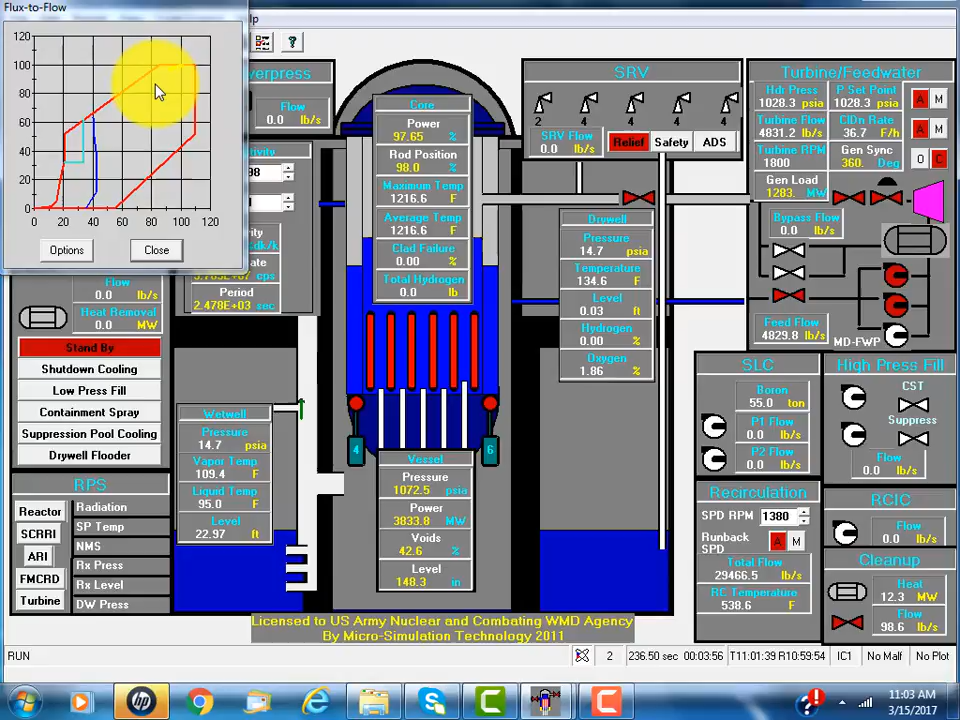 Flux-to-Flow
lp
120
100
80
60
40
20
0
0 20 40 60 80 100 120
Options Close
erpress
Flow
0.0 lb/s
tivity
98
dk/k
cps
Period
2.478E+03 sec
Flow
0.0 lb/s
Heat Removal
0.0 MW
Stand By
Shutdown Cooling
Low Press Fill
Containment Spray
Suppression Pool Cooling
Drywell Flooder
RPS
Reactor
SCRRI
ARI
FMCRD
Turbine
Radiation
SP Temp
NMS
Rx Press
Rx Level
DW Press
Wetwell
Pressure
14.7 psia
Vapor Temp
109.4 F
Liquid Temp
95.0 F
Level
22.97 ft
Core
Power
97.65 %
Rod Position
98.0 %
Maximum Temp
1216.6 F
Average Temp
1216.6 F
Clad Failure
0.00 %
Total Hydrogen
0.0 lb
4
6
Vessel
Pressure
1072.5 psia
Power
3833.8 MW
Voids
42.6 %
Level
148.3 in
SRV
2 4 4 4 4
SRV Flow
0.0 lb/s
Relief Safety ADS
Drywell
Pressure
14.7 psia
Temperature
134.6 F
Level
0.03 ft
Hydrogen
0.00 %
Oxygen
1.86 %
Turbine/Feedwater
Hdr Press P Set Point
1028.3 psia 1028.3 psia
A M
Turbine Flow ClDn Rate
4831.2 lb/s 36.7 F/h
A M
Turbine RPM Gen Sync
1800 360. Deg
O C
Gen Load
1283. MW
Bypass Flow
0.0 lb/s
Feed Flow
4829.8 lb/s
MD-FWP
SLC
Boron
55.0 ton
P1 Flow
0.0 lb/s
P2 Flow
0.0 lb/s
High Press Fill
CST
Suppress
Flow
0.0 lb/s
Recirculation
SPD RPM 1380
Runback
SPD
A M
Total Flow
29466.5 lb/s
RC Temperature
538.6 F
RCIC
Flow
0.0 lb/s
Cleanup
Heat
12.3 MW
Flow
98.6 lb/s
Licensed to US Army Nuclear and Combating WMD Agency
By Micro-Simulation Technology 2011
RUN 2 236.50 sec 00:03:56 T11:01:39 R10:59:54 IC1 No Malf No Plot
11:03 AM
3/15/2017